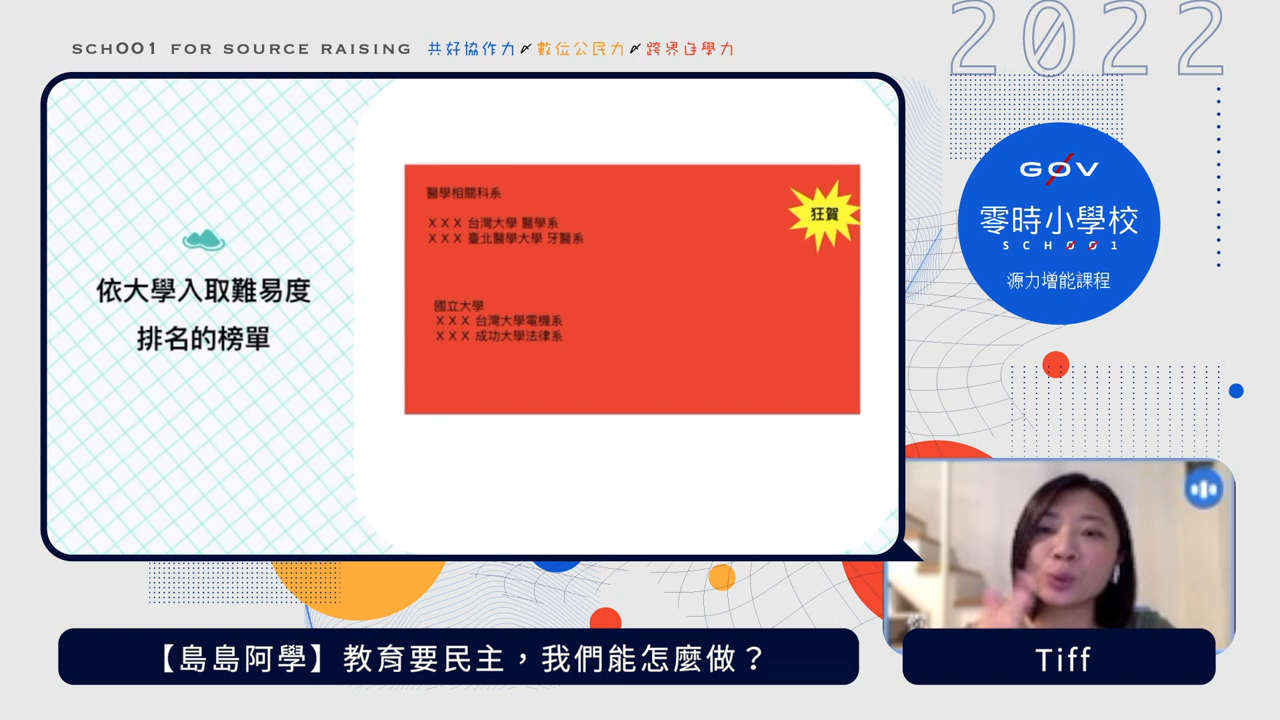 2022
SCHOO1 FOR SOURCE RAISING 共好協作力 數位公民力 跨界自學力
GØV
零時小學校
SCHOO1
源力增能課程
依大學入取難易度
排名的榜單
狂賀
醫學相關科系
ＸＸＸ 台灣大學 醫學系
ＸＸＸ 臺北醫學大學 牙醫系
國立大學
ＸＸＸ 台灣大學電機系
ＸＸＸ 成功大學法律系
【島島阿學】教育要民主，我們能怎麼做？
Tiff